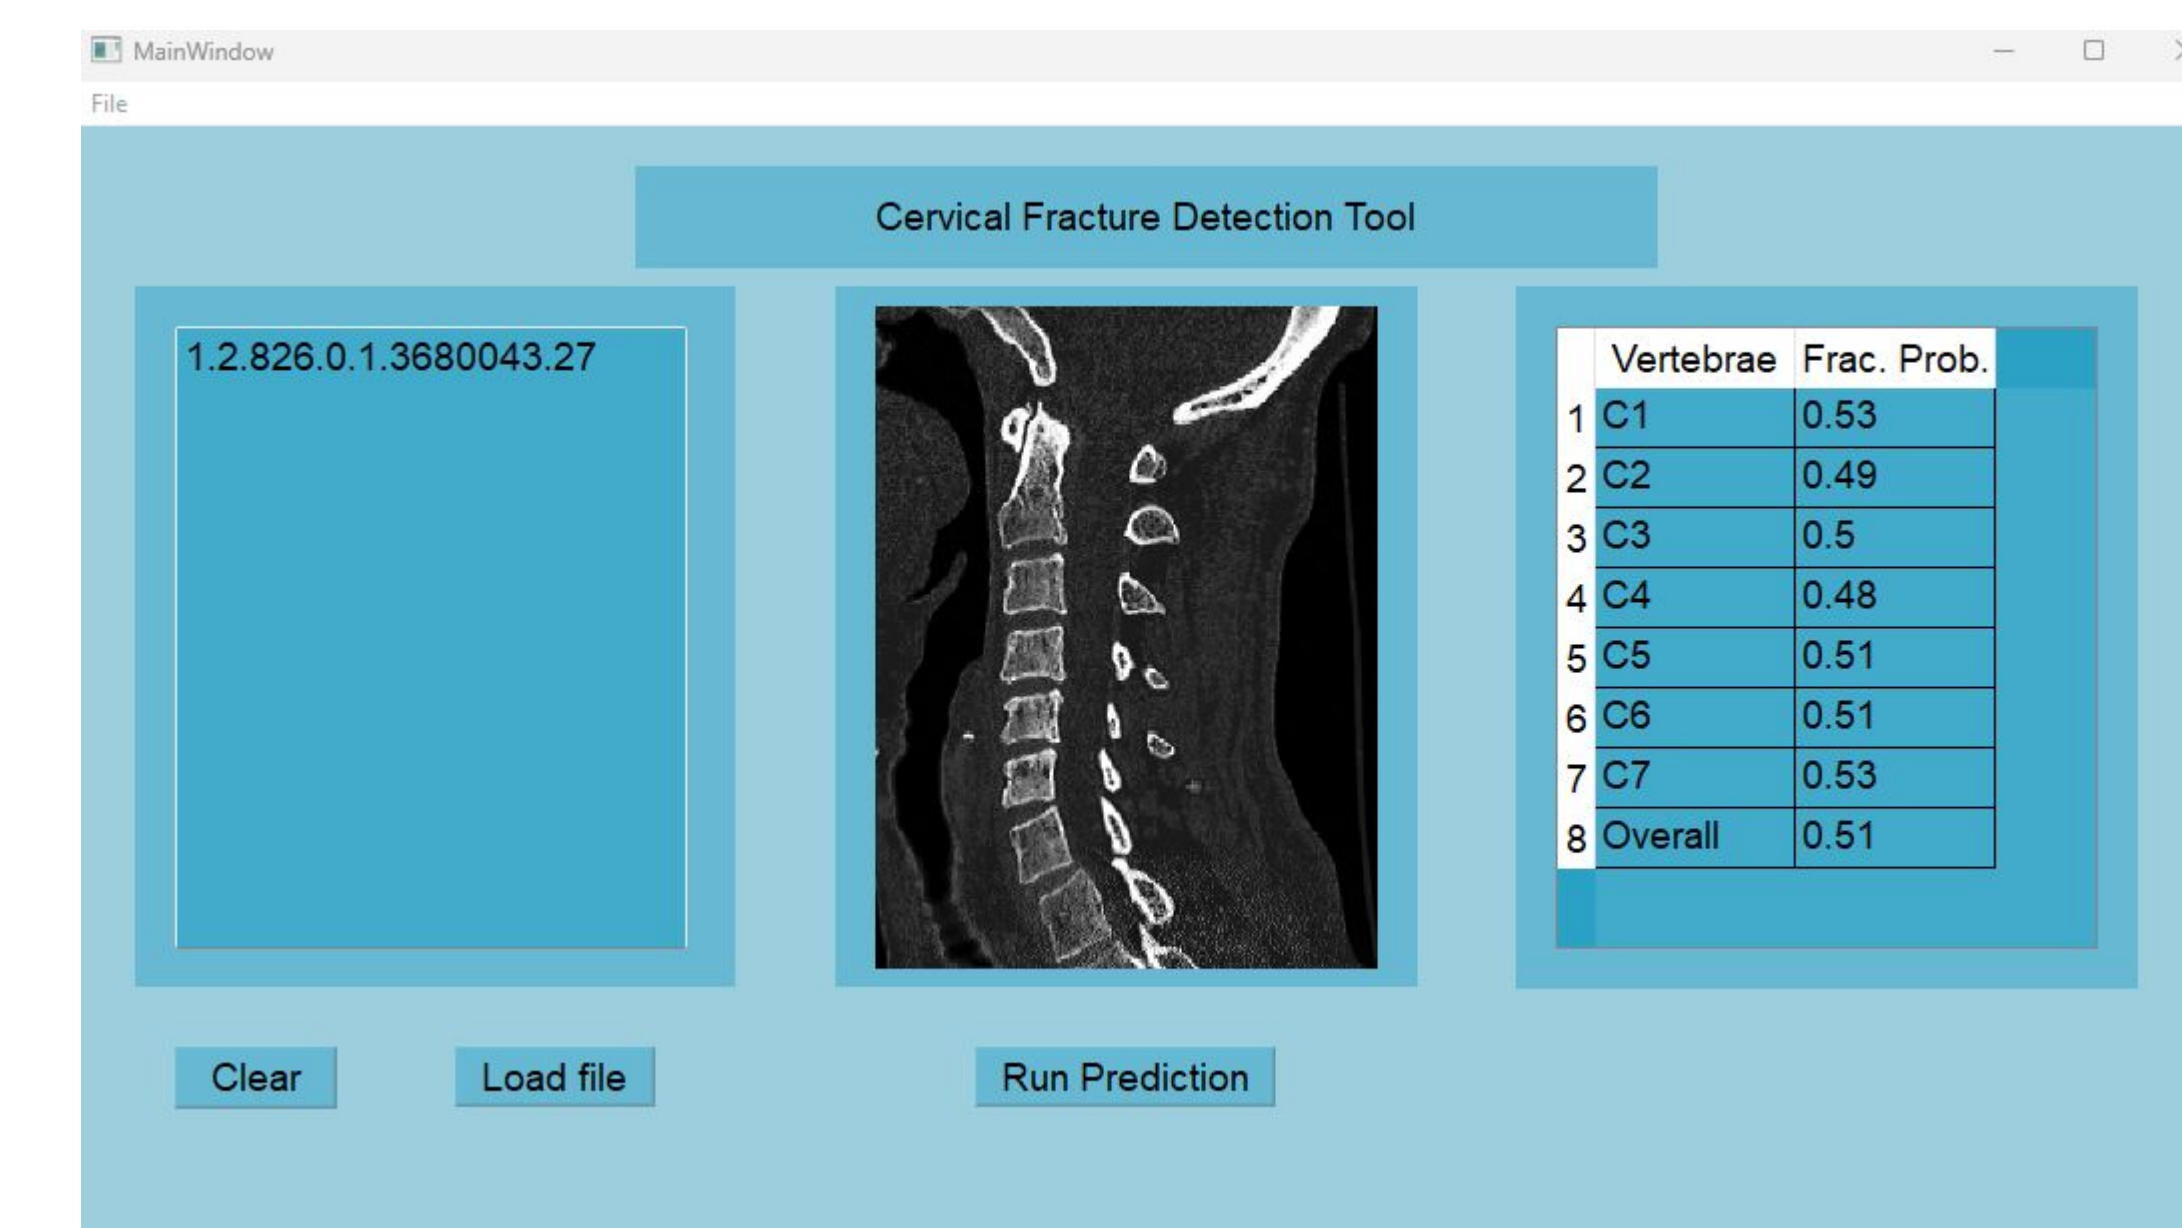 MainWindow
File
Cervical Fracture Detection Tool
1.2.826.0.1.3680043.27
Vertebrae Frac. Prob.
1 C1 0.53
2 C2 0.49
3 C3 0.5
4 C4 0.48
5 C5 0.51
6 C6 0.51
7 C7 0.53
8 Overall 0.51
Clear Load file Run Prediction